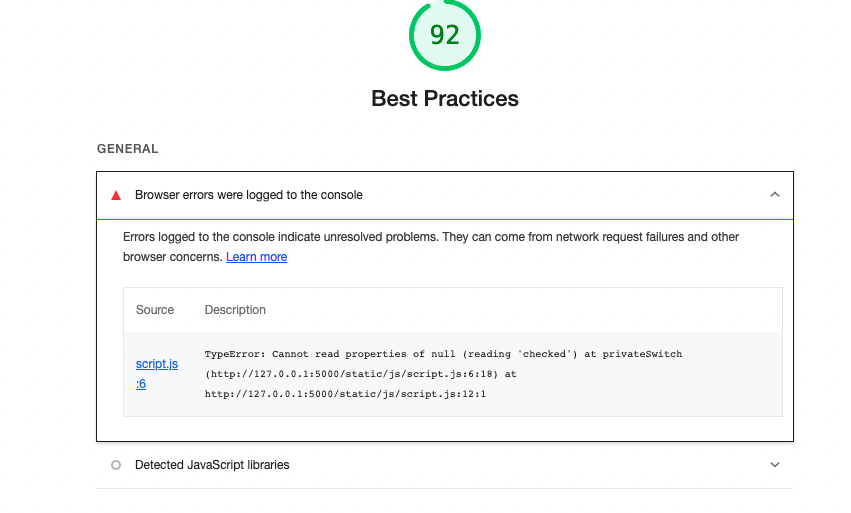 92
Best Practices
GENERAL
Browser errors were logged to the console
Errors logged to the console indicate unresolved problems. They can come from network request failures and other
browser concerns. Learn more
Source Description
script.js
:6
TypeError: Cannot read properties of null (reading 'checked') at privateSwitch
(http://127.0.0.1:5000/static/js/script.js:6:18) at
http://127.0.0.1:5000/static/js/script.js:12:1
Detected JavaScript libraries